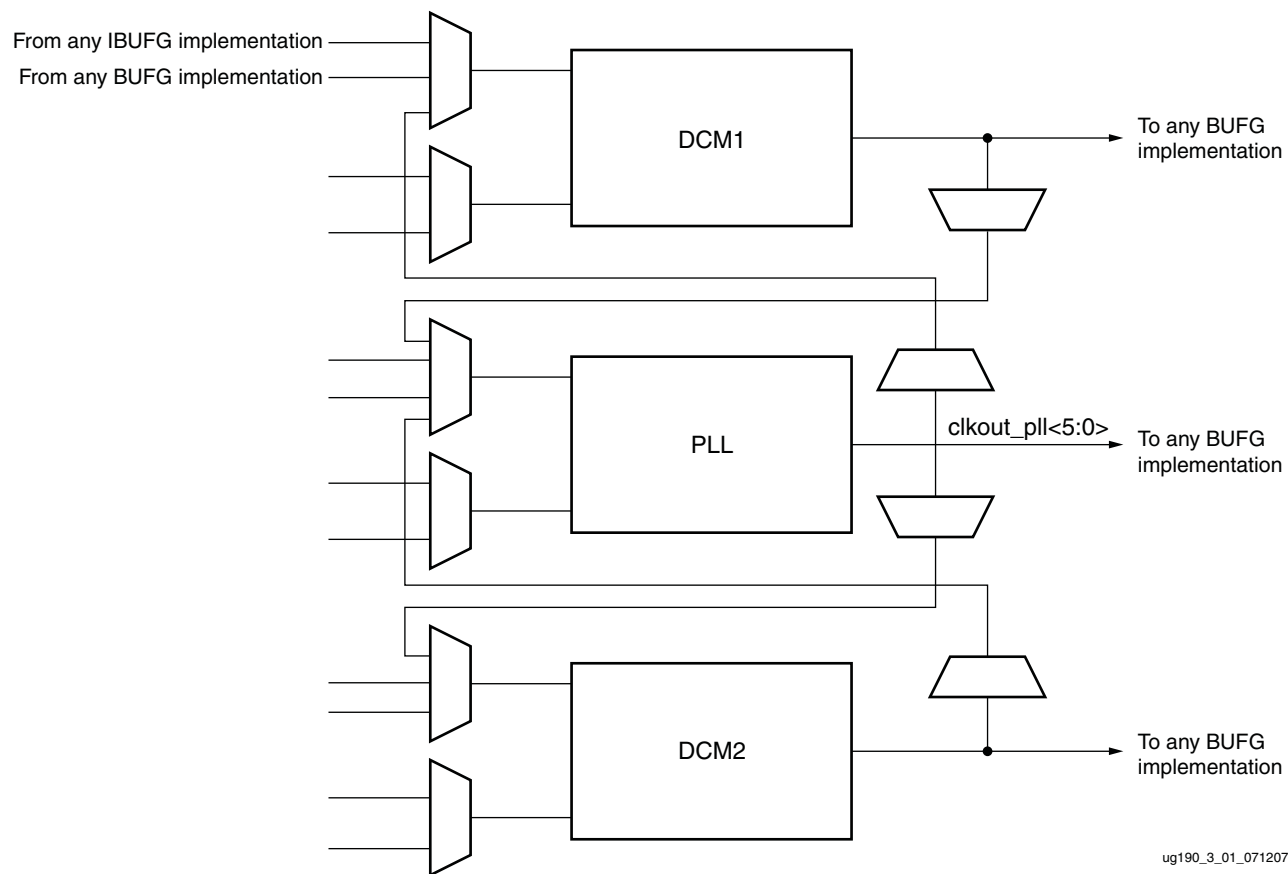 From any IBUFG implementation
From any BUFG implementation
DCM1
To any BUFG
implementation
clkout_pll<5:0>
PLL
To any BUFG
implementation
DCM2
To any BUFG
implementation
ug190_3_01_071207